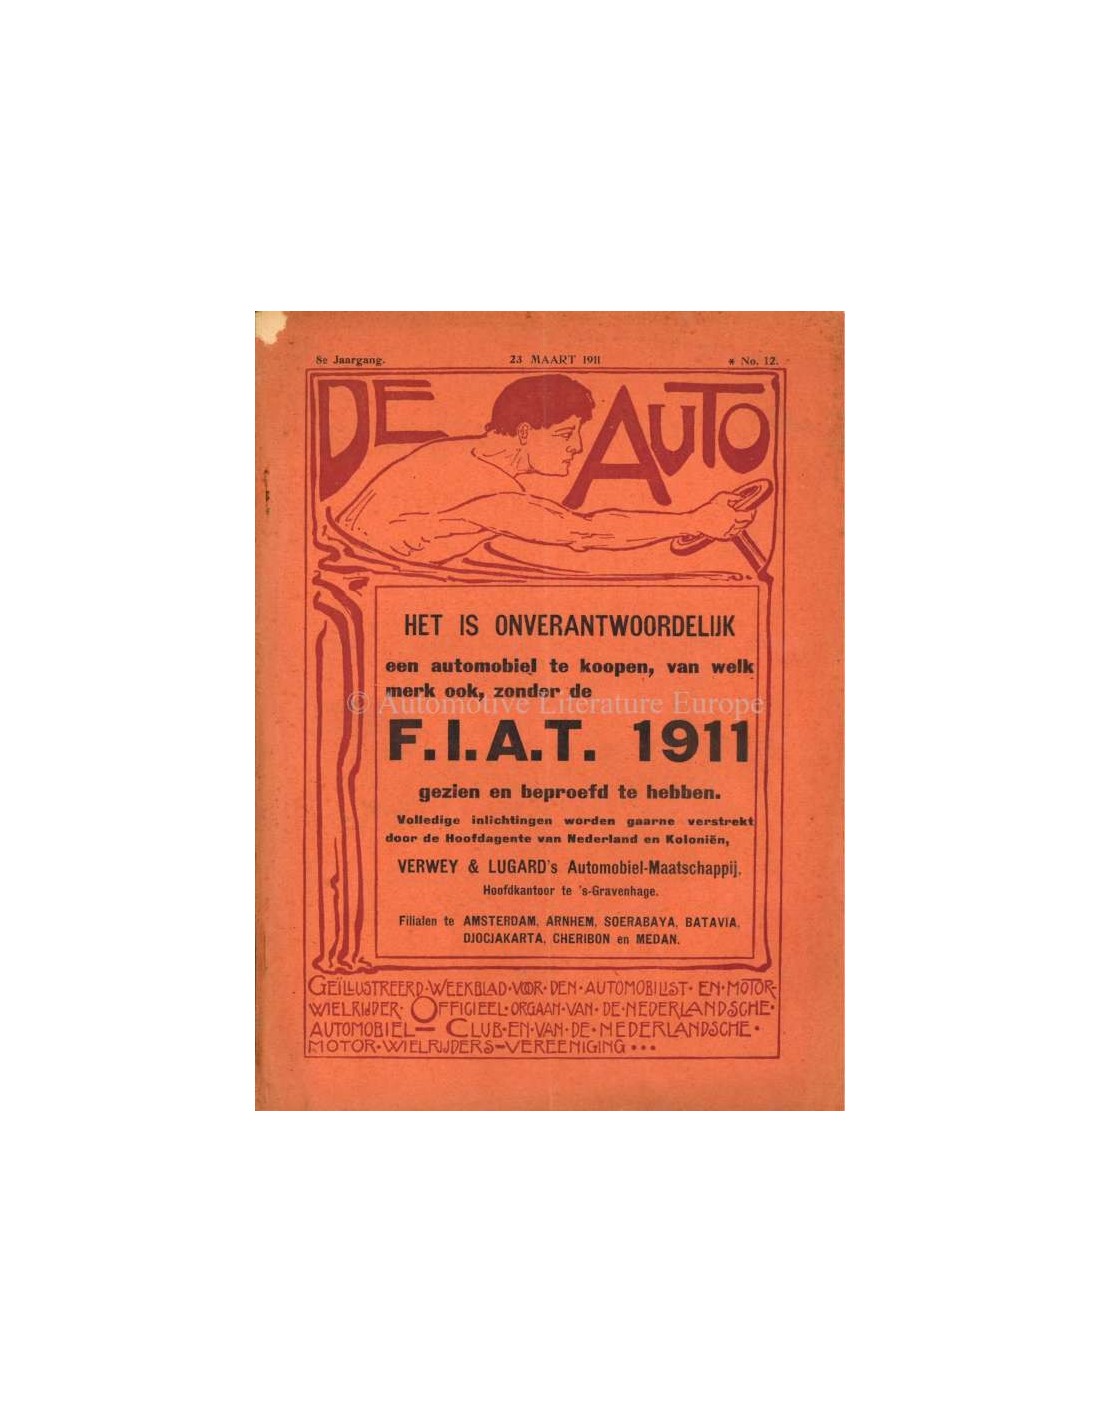 8e Jaargang. 23 MAART 1911 * No. 12.
DE AUTO
HET IS ONVERANTWOORDELIJK
een automobiel te koopen, van welk
merk ook, zonder de
© Automotive Literature Europe
F.I.A.T. 1911
gezien en beproefd te hebben.
Volledige inlichtingen worden gaarne verstrekt
door de Hoofdagente van Nederland en Koloniën,
VERWEY & LUGARD's Automobiel-Maatschappij,
Hoofdkantoor te 's-Gravenhage.
Filialen te AMSTERDAM, ARNHEM, SOERABAYA, BATAVIA,
DJOCJAKARTA, CHERIBON en MEDAN.
GEÏLLUSTREERD·WEEKBLAD·VOOR·DEN·AUTOMOBILIST·EN·MOTOR-
WIELRIJDER·OFFICIEEL·ORGAAN·VAN·DE·NEDERLANDSCHE·
AUTOMOBIEL—CLUB·EN·VAN·DE·NEDERLANDSCHE·
MOTOR·WIELRIJDERS—VEREENIGING···